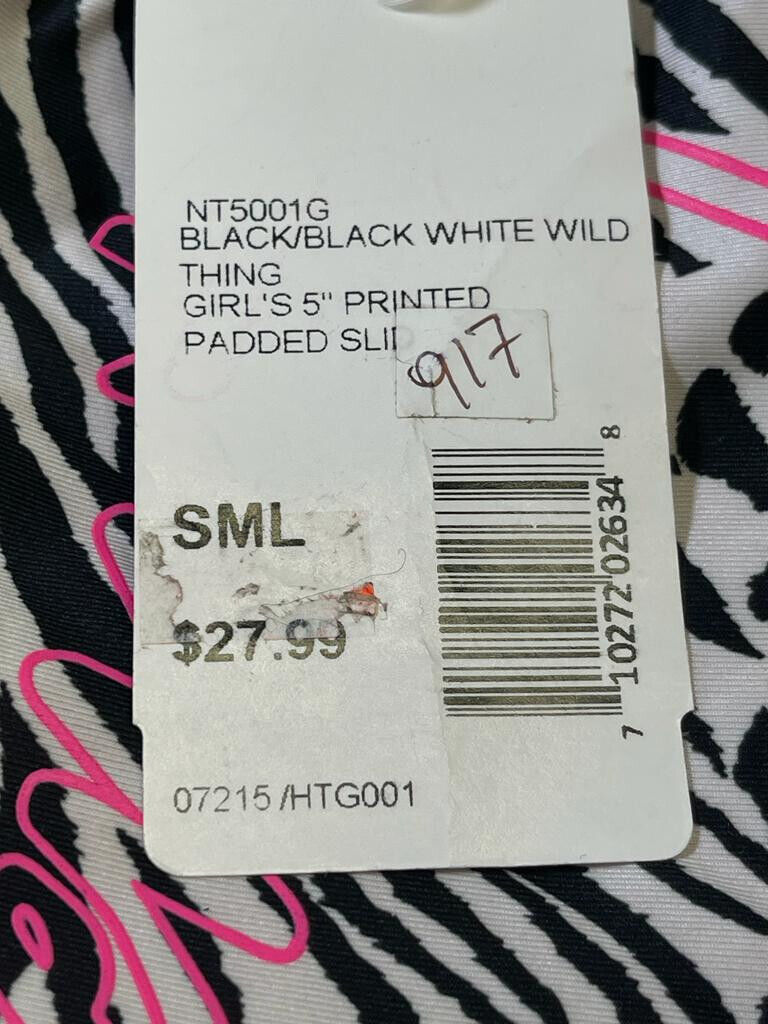 NT5001G
BLACK/BLACK WHITE WILD
THING
GIRL'S 5" PRINTED
PADDED SLI
917
SML
$27.99
7 10272 02634 8
07215 /HTG001